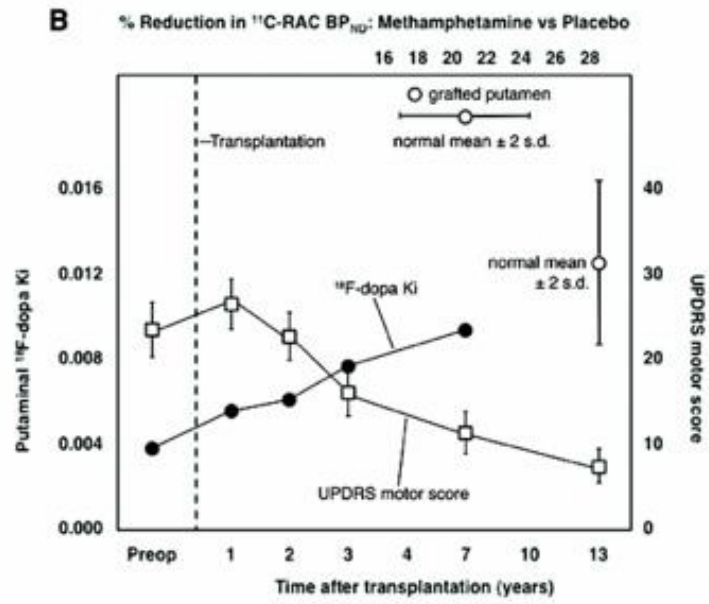 B
% Reduction in ¹¹C-RAC BPND: Methamphetamine vs Placebo
16 18 20 22 24 26 28
grafted putamen
Transplantation
normal mean ± 2 s.d.
0.016
40
normal mean
± 2 s.d.
0.012
30
¹⁸F-dopa Ki
0.008
20
0.004
10
UPDRS motor score
0.000
0
Putaminal ¹⁸F-dopa Ki
UPDRS motor score
Preop 1 2 3 4 7 10 13
Time after transplantation (years)